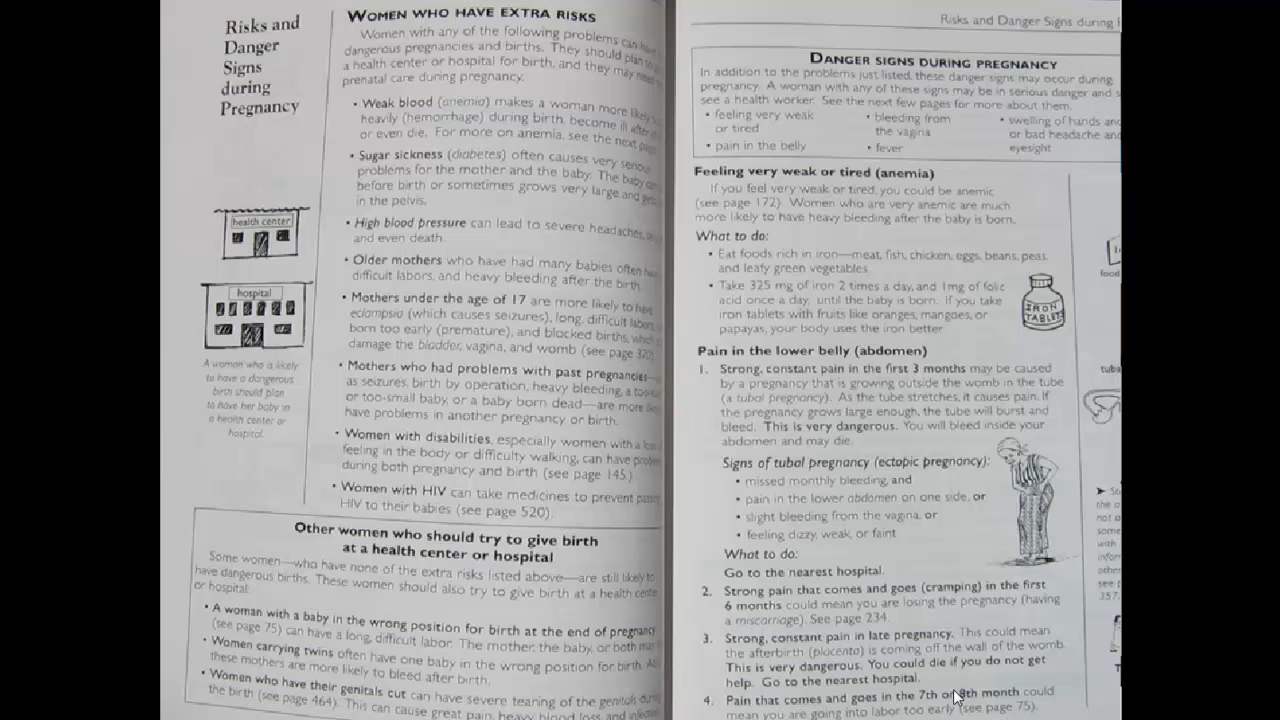 Risks and
Danger
Signs
during
Pregnancy
health center
hospital
A woman who is likely
to have a dangerous
birth should plan
to have her baby in
a health center or
hospital.
WOMEN WHO HAVE EXTRA RISKS
Women with any of the following problems can have
dangerous pregnancies and births. They should plan to
a health center or hospital for birth, and they may need
prenatal care during pregnancy.
• Weak blood (anemia) makes a woman more likely to
heavily (hemorrhage) during birth, become ill after
or even die. For more on anemia, see the next page.
• Sugar sickness (diabetes) often causes very serious
problems for the mother and the baby. The baby can
before birth or sometimes grows very large and gets
in the pelvis.
• High blood pressure can lead to severe headaches,
and even death.
• Older mothers who have had many babies often have
difficult labors, and heavy bleeding after the birth.
• Mothers under the age of 17 are more likely to have
eclampsia (which causes seizures), long, difficult labors,
born too early (premature), and blocked births, which
damage the bladder, vagina, and womb (see page 370).
• Mothers who had problems with past pregnancies—
as seizures, birth by operation, heavy bleeding, a too-
or too-small baby, or a baby born dead—are more likely
have problems in another pregnancy or birth.
• Women with disabilities, especially women with a loss
feeling in the body or difficulty walking, can have problems
during both pregnancy and birth (see page 145).
• Women with HIV can take medicines to prevent passing
HIV to their babies (see page 520).
Other women who should try to give birth
at a health center or hospital
Some women—who have none of the extra risks listed above—are still likely to
have dangerous births. These women should also try to give birth at a health center
or hospital:
• A woman with a baby in the wrong position for birth at the end of pregnancy
(see page 75) can have a long, difficult labor. The mother, the baby, or both may
• Women carrying twins often have one baby in the wrong position for birth. Also
these mothers are more likely to bleed after birth.
• Women who have their genitals cut can have severe tearing of the genitals during
the birth (see page 464). This can cause great pain, heavy blood loss, and infection
Risks and Danger Signs during
DANGER SIGNS DURING PREGNANCY
In addition to the problems just listed, these danger signs may occur during
pregnancy. A woman with any of these signs may be in serious danger and s
see a health worker. See the next few pages for more about them.
• feeling very weak
or tired
• pain in the belly
• bleeding from
the vagina
• fever
• swelling of hands and
or bad headache and
eyesight
Feeling very weak or tired (anemia)
If you feel very weak or tired, you could be anemic
(see page 172). Women who are very anemic are much
more likely to have heavy bleeding after the baby is born.
What to do:
• Eat foods rich in iron—meat, fish, chicken, eggs, beans, peas,
and leafy green vegetables.
• Take 325 mg of iron 2 times a day, and 1 mg of folic
acid once a day, until the baby is born. If you take
iron tablets with fruits like oranges, mangoes, or
papayas, your body uses the iron better.
IRON
TABLETS
Pain in the lower belly (abdomen)
1. Strong, constant pain in the first 3 months may be caused
by a pregnancy that is growing outside the womb in the tube
(a tubal pregnancy). As the tube stretches, it causes pain. If
the pregnancy grows large enough, the tube will burst and
bleed. This is very dangerous. You will bleed inside your
abdomen and may die.
Signs of tubal pregnancy (ectopic pregnancy):
• missed monthly bleeding, and
• pain in the lower abdomen on one side, or
• slight bleeding from the vagina, or
• feeling dizzy, weak, or faint
What to do:
Go to the nearest hospital.
2. Strong pain that comes and goes (cramping) in the first
6 months could mean you are losing the pregnancy (having
a miscarriage). See page 234.
3. Strong, constant pain in late pregnancy. This could mean
the afterbirth (placenta) is coming off the wall of the womb.
This is very dangerous. You could die if you do not get
help. Go to the nearest hospital.
4. Pain that comes and goes in the 7th or 8th month could
mean you are going into labor too early (see page 75).
food
tuba
the a
not a
some
with
infor
other
see p
357.